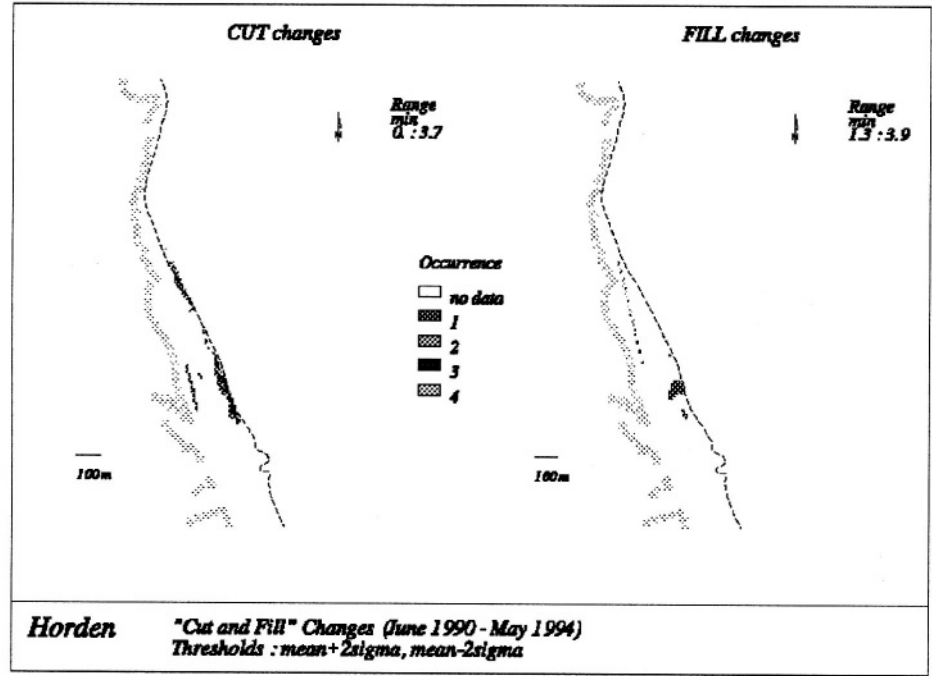 CUT changes
FILL changes
Range
min
0. : 3.7
Range
min
1.3 : 3.9
Occurrence
no data
1
2
3
4
100m
100m
Horden
"Cut and Fill" Changes (June 1990 - May 1994)
Thresholds : mean+2sigma, mean-2sigma